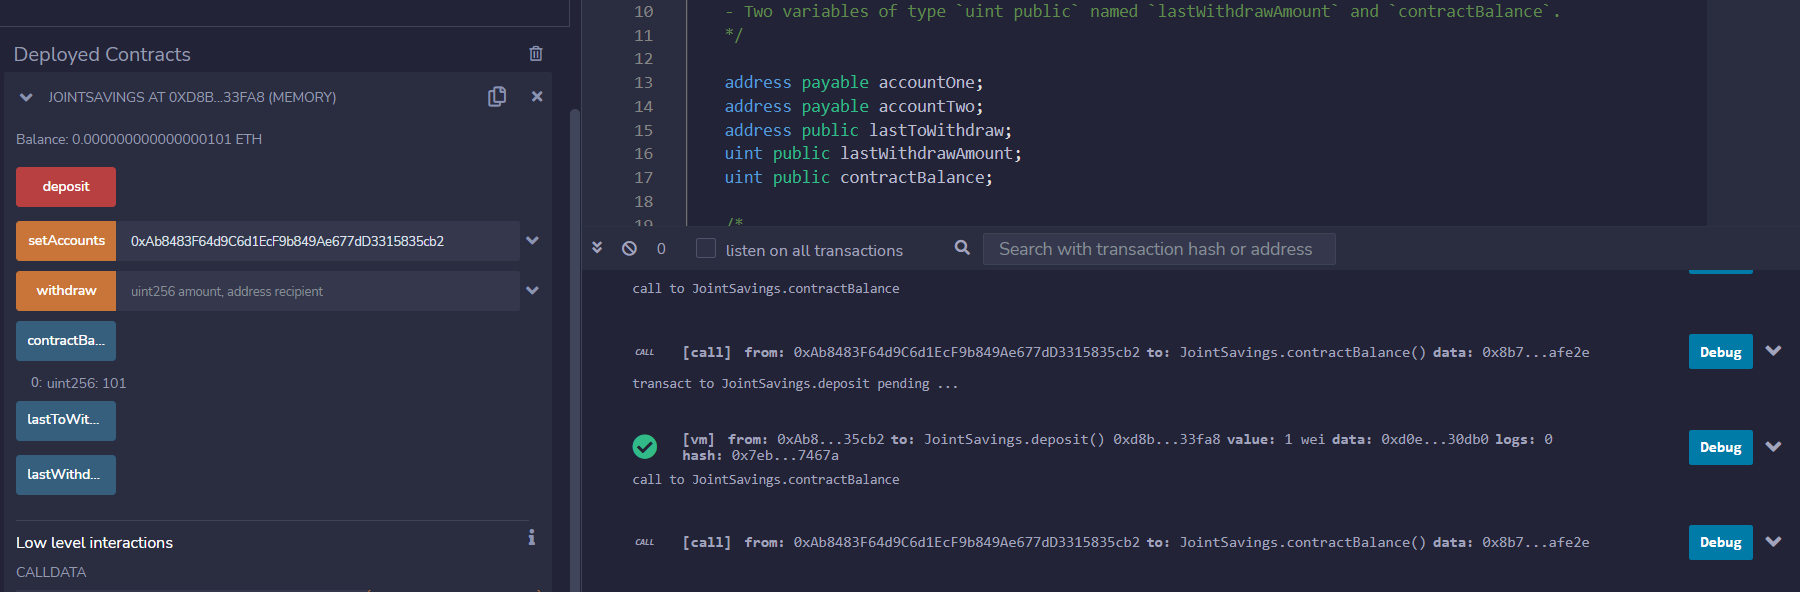 Deployed Contracts
JOINTSAVINGS AT 0XD8B...33FA8 (MEMORY)
Balance: 0.000000000000000101 ETH
deposit
setAccounts 0xAb8483F64d9C6d1EcF9b849Ae677dD3315835cb2
withdraw uint256 amount, address recipient
contractBa...
0: uint256: 101
lastToWit...
lastWithd...
Low level interactions
CALLDATA
10 - Two variables of type `uint public` named `lastWithdrawAmount` and `contractBalance`.
11 */
12
13 address payable accountOne;
14 address payable accountTwo;
15 address public lastToWithdraw;
16 uint public lastWithdrawAmount;
17 uint public contractBalance;
18
19 /*
0 listen on all transactions Search with transaction hash or address
call to JointSavings.contractBalance
CALL [call] from: 0xAb8483F64d9C6d1EcF9b849Ae677dD3315835cb2 to: JointSavings.contractBalance() data: 0x8b7...afe2e Debug
transact to JointSavings.deposit pending ...
[vm] from: 0xAb8...35cb2 to: JointSavings.deposit() 0xd8b...33fa8 value: 1 wei data: 0xd0e...30db0 logs: 0 Debug
hash: 0x7eb...7467a
call to JointSavings.contractBalance
CALL [call] from: 0xAb8483F64d9C6d1EcF9b849Ae677dD3315835cb2 to: JointSavings.contractBalance() data: 0x8b7...afe2e Debug